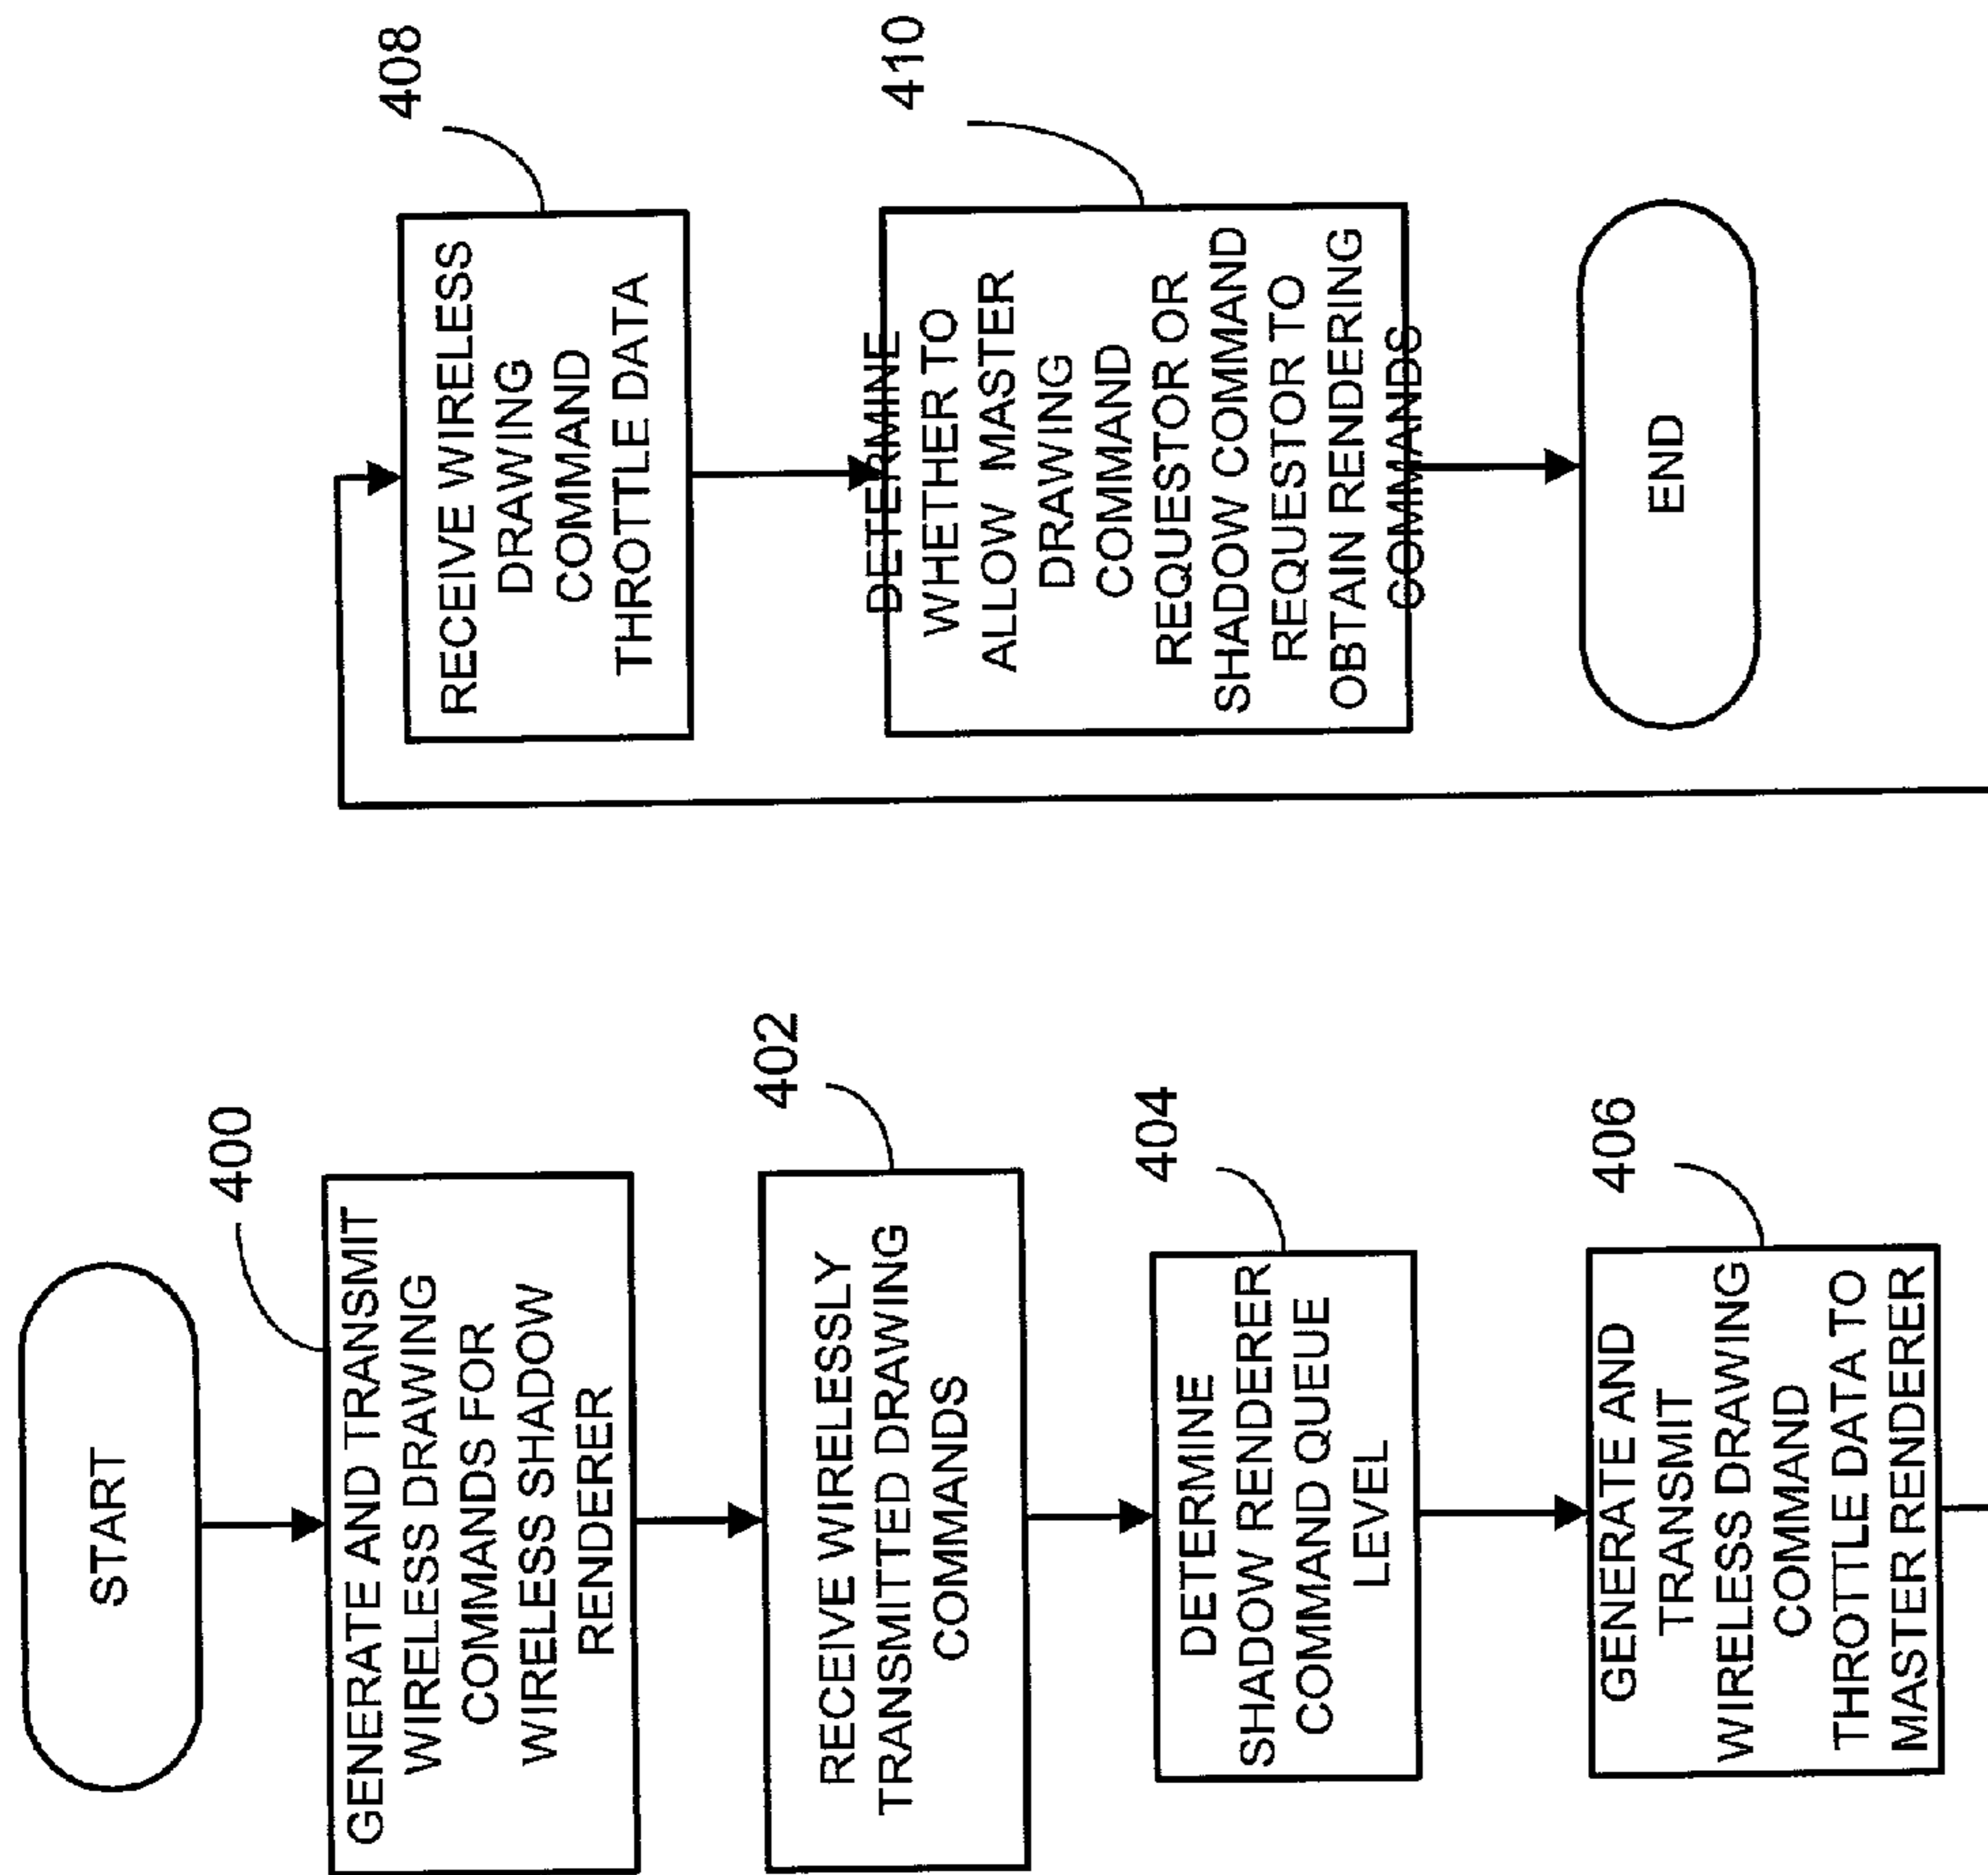 START
400
GENERATE AND TRANSMIT
WIRELESS DRAWING
COMMANDS FOR
WIRELESS SHADOW
RENDERER
402
RECEIVE WIRELESSLY
TRANSMITTED DRAWING
COMMANDS
404
DETERMINE
SHADOW RENDERER
COMMAND QUEUE
LEVEL
406
GENERATE AND
TRANSMIT
WIRELESS DRAWING
COMMAND
THROTTLE DATA TO
MASTER RENDERER
408
RECEIVE WIRELESS
DRAWING
COMMAND
THROTTLE DATA
410
DETERMINE
WHETHER TO
ALLOW MASTER
DRAWING
COMMAND
REQUESTOR OR
SHADOW COMMAND
REQUESTOR TO
OBTAIN RENDERING
COMMANDS
END